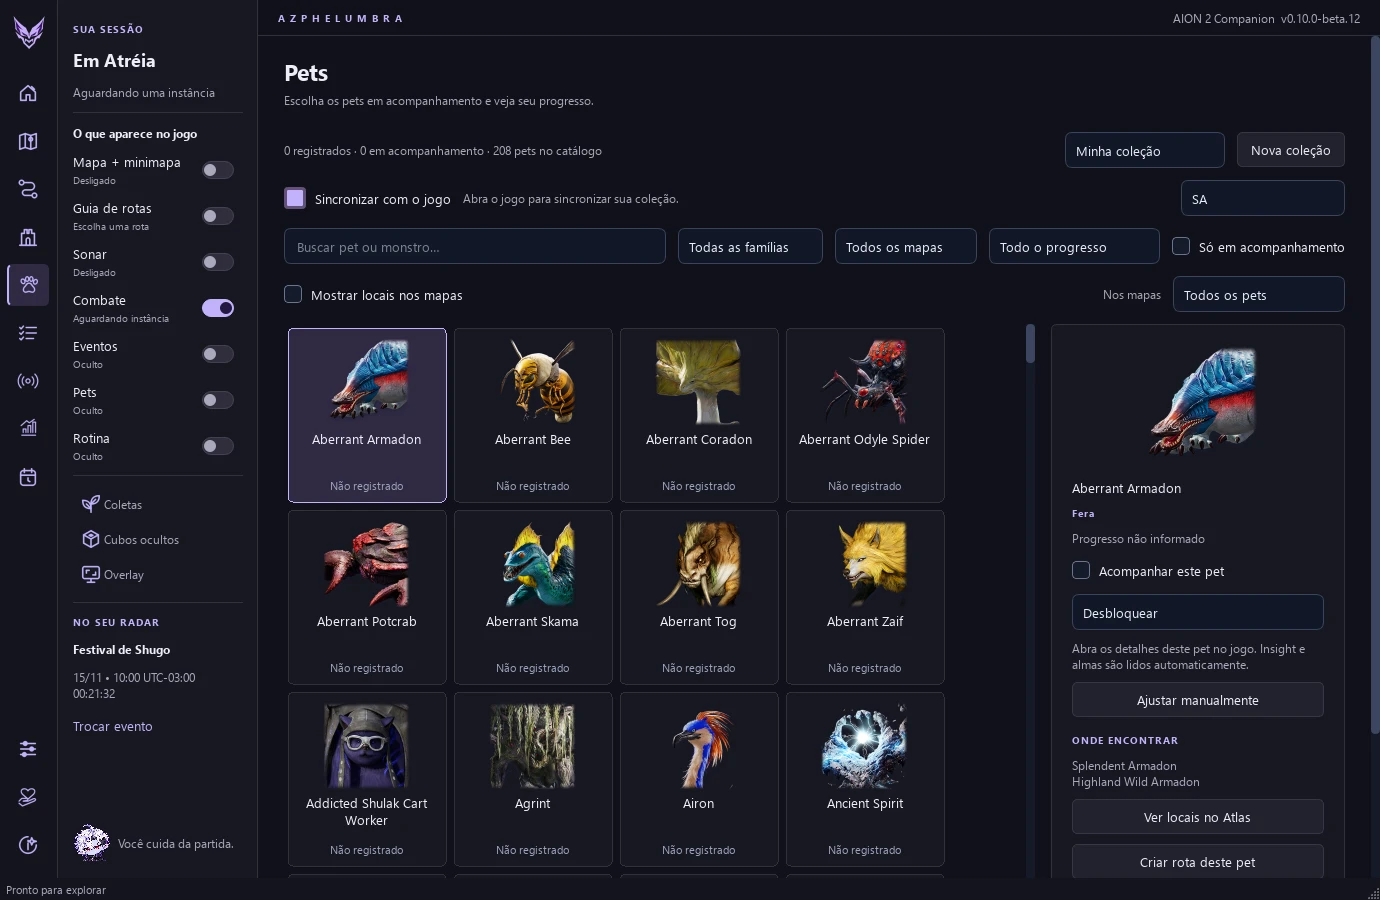 AZPHELUMBRA
AION 2 Companion v0.10.0-beta.12
SUA SESSÃO
Em Atréia
Aguardando uma instância
O que aparece no jogo
Mapa + minimapa
Desligado
Guia de rotas
Escolha uma rota
Sonar
Desligado
Combate
Aguardando instância
Eventos
Oculto
Pets
Oculto
Rotina
Oculto
Coletas
Cubos ocultos
Overlay
NO SEU RADAR
Festival de Shugo
15/11 • 10:00 UTC-03:00
00:21:32
Trocar evento
Você cuida da partida.
Pronto para explorar
Pets
Escolha os pets em acompanhamento e veja seu progresso.
0 registrados · 0 em acompanhamento · 208 pets no catálogo
Minha coleção
Nova coleção
Sincronizar com o jogo
Abra o jogo para sincronizar sua coleção.
SA
Buscar pet ou monstro...
Todas as famílias
Todos os mapas
Todo o progresso
Só em acompanhamento
Mostrar locais nos mapas
Nos mapas
Todos os pets
Aberrant Armadon
Não registrado
Aberrant Bee
Não registrado
Aberrant Coradon
Não registrado
Aberrant Odyle Spider
Não registrado
Aberrant Potcrab
Não registrado
Aberrant Skama
Não registrado
Aberrant Tog
Não registrado
Aberrant Zaif
Não registrado
Addicted Shulak Cart
Worker
Não registrado
Agrint
Não registrado
Airon
Não registrado
Ancient Spirit
Não registrado
Aberrant Armadon
Fera
Progresso não informado
Acompanhar este pet
Desbloquear
Abra os detalhes deste pet no jogo. Insight e
almas são lidos automaticamente.
Ajustar manualmente
ONDE ENCONTRAR
Splendent Armadon
Highland Wild Armadon
Ver locais no Atlas
Criar rota deste pet